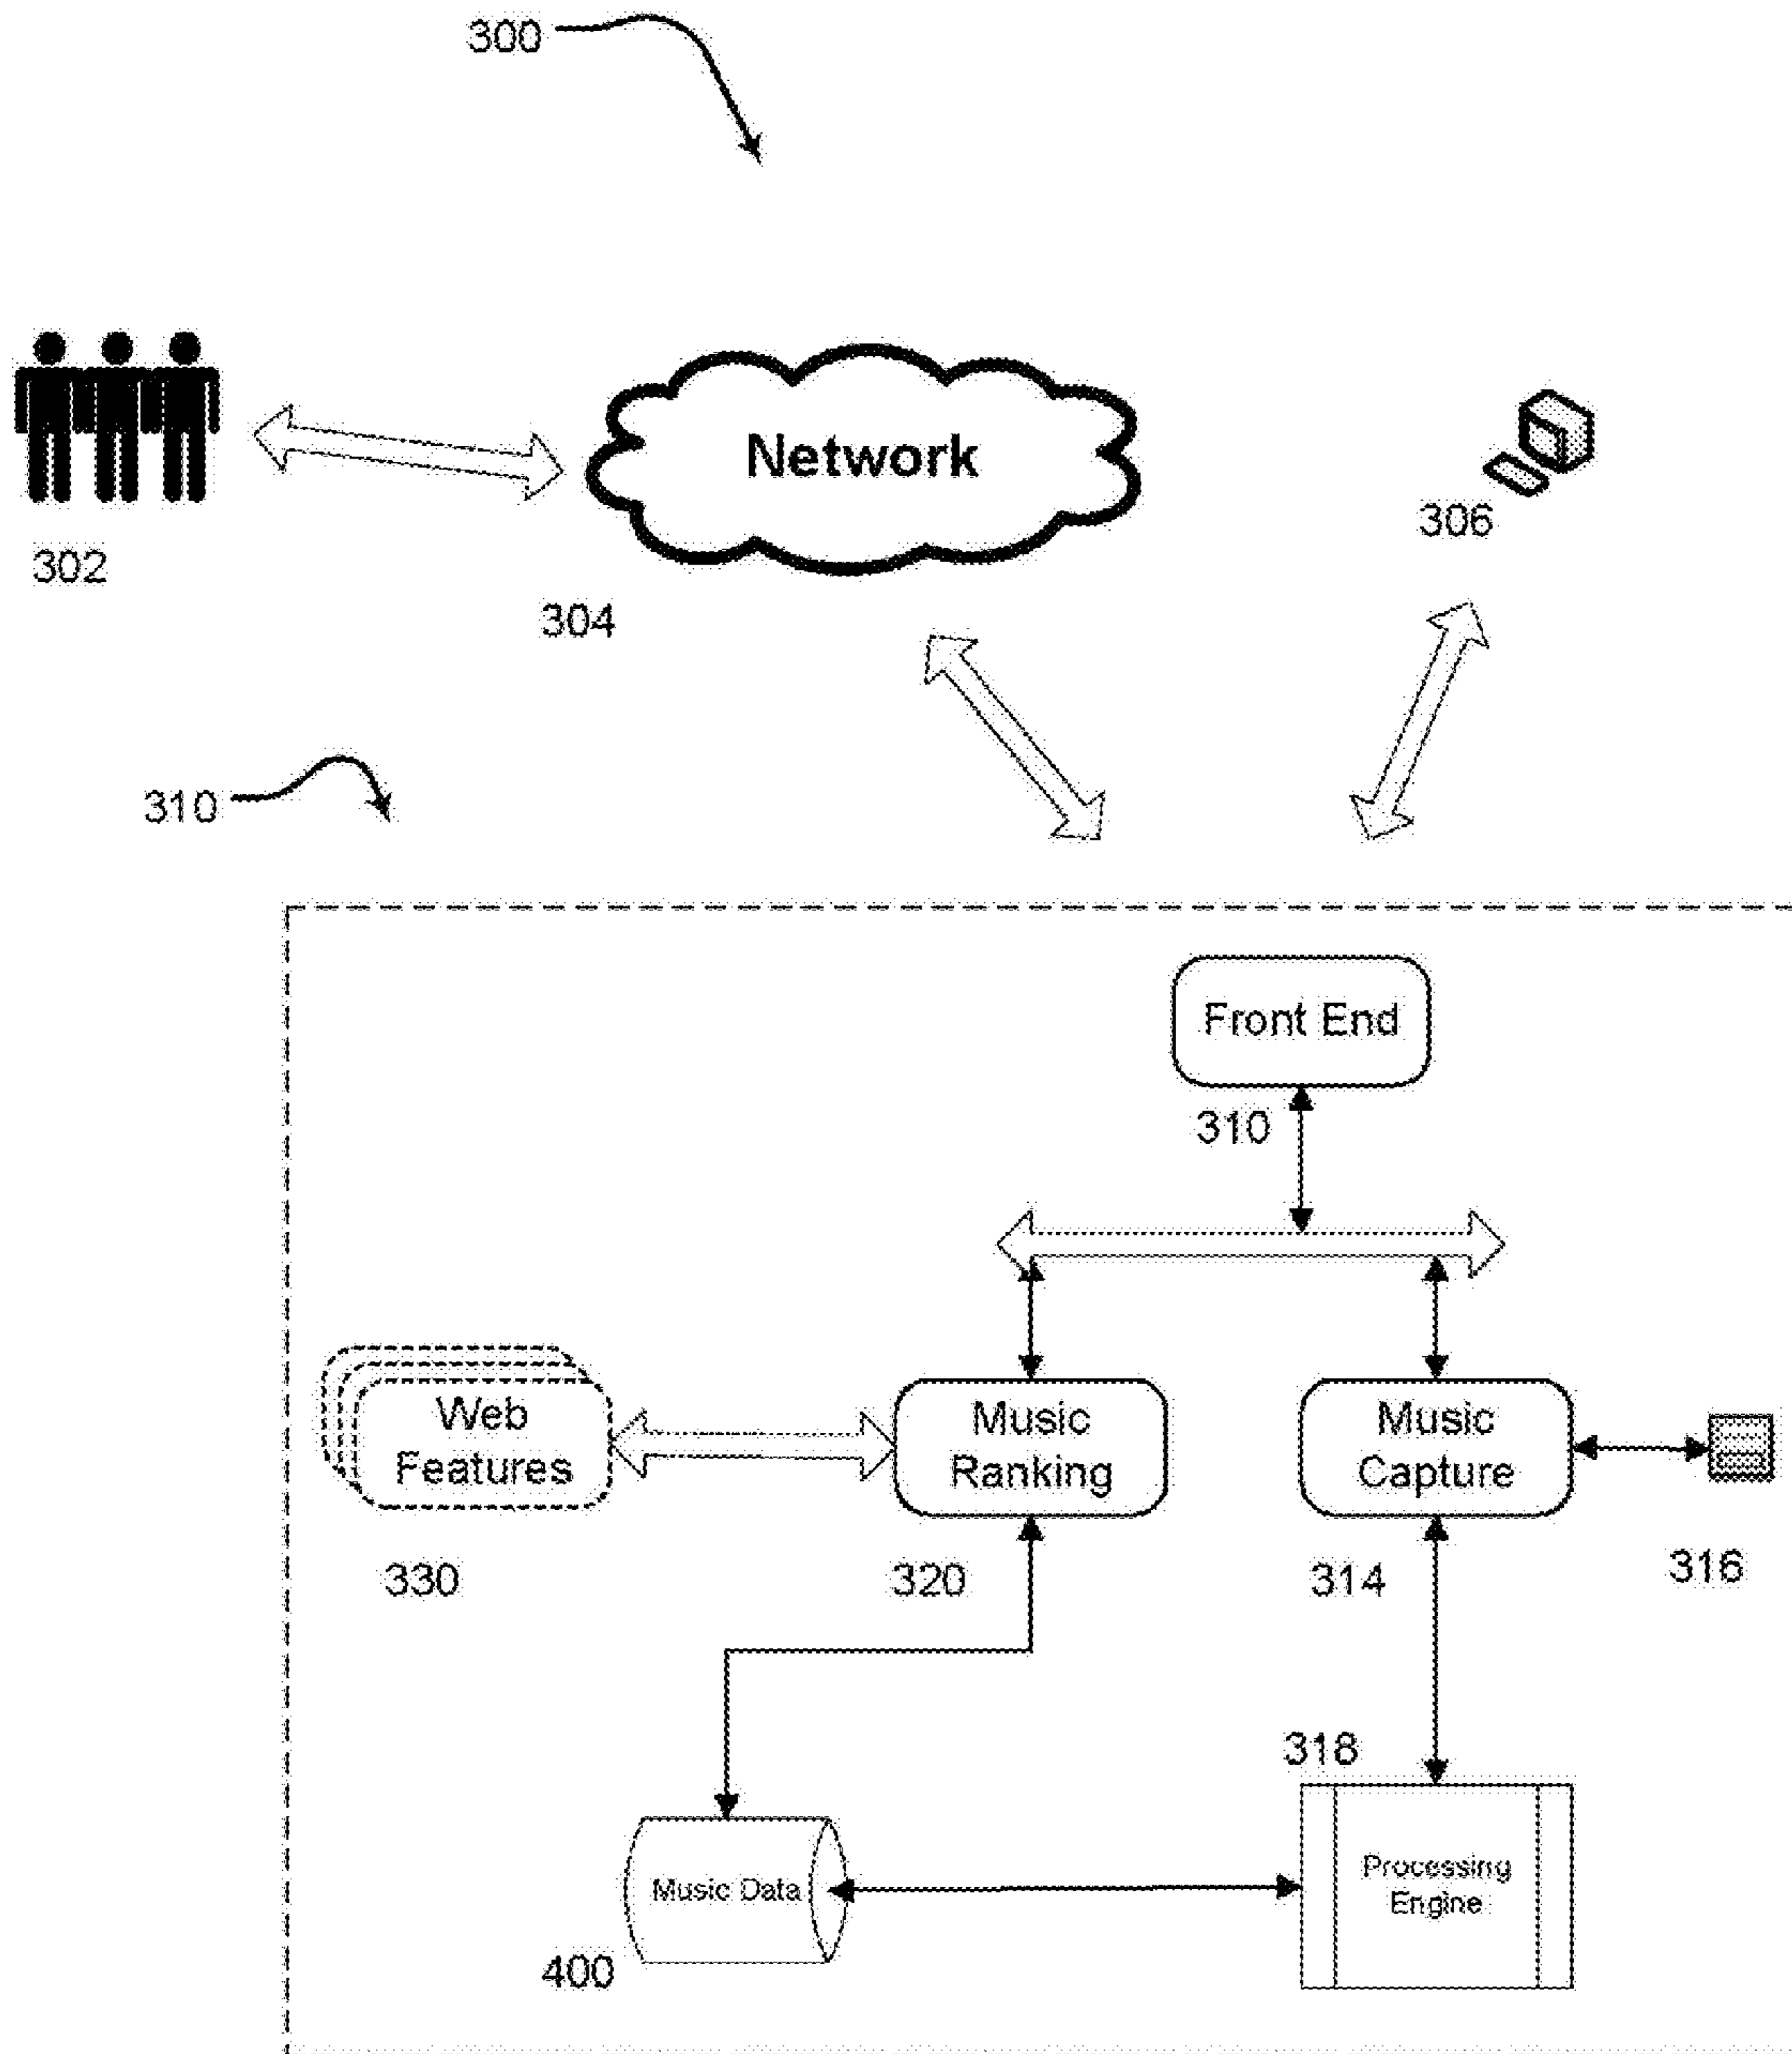 300
Network
306
302
304
310
Front End
310
Web
Features
Music
Ranking
Music
Capture
330
320
314
316
318
Music Data
Processing
Engine
400